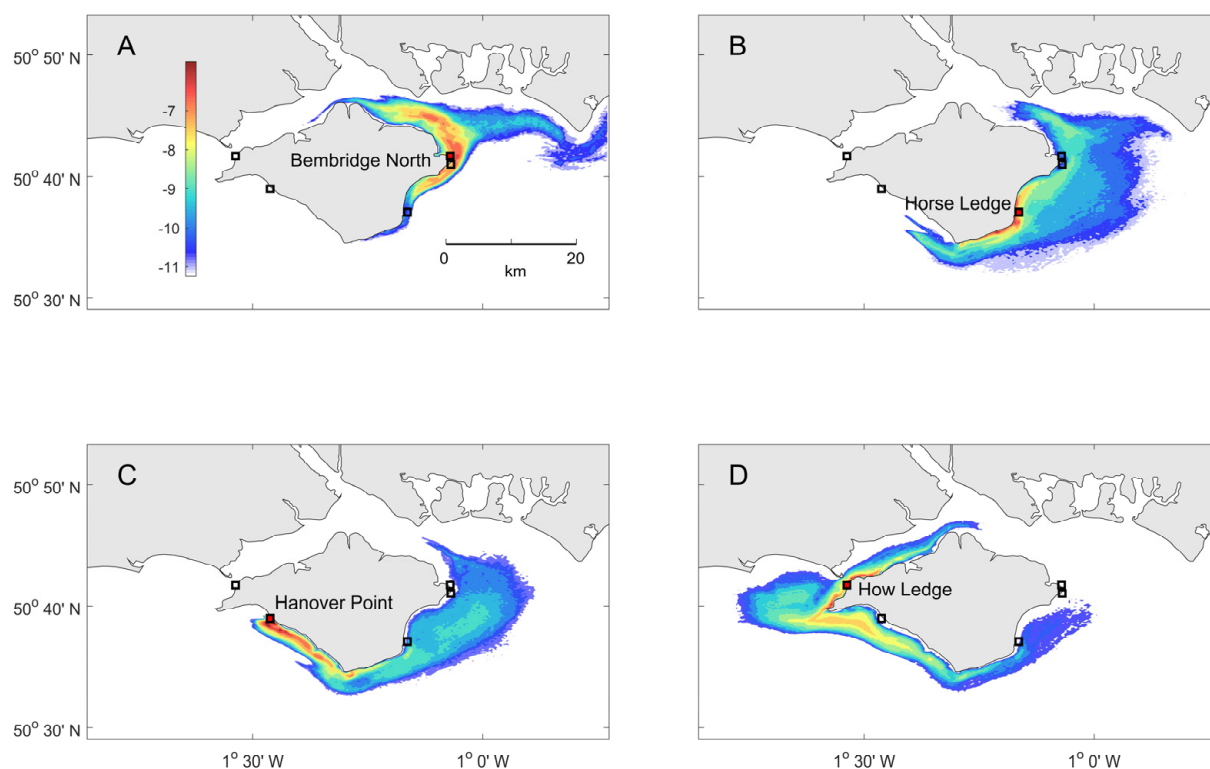 A
B
50° 50' N
-7
-8
-9
-10
-11
Bembridge North
Horse Ledge
50° 40' N
0
20
km
50° 30' N
C
D
50° 50' N
Hanover Point
How Ledge
50° 40' N
50° 30' N
1° 30' W
1° 0' W
1° 30' W
1° 0' W